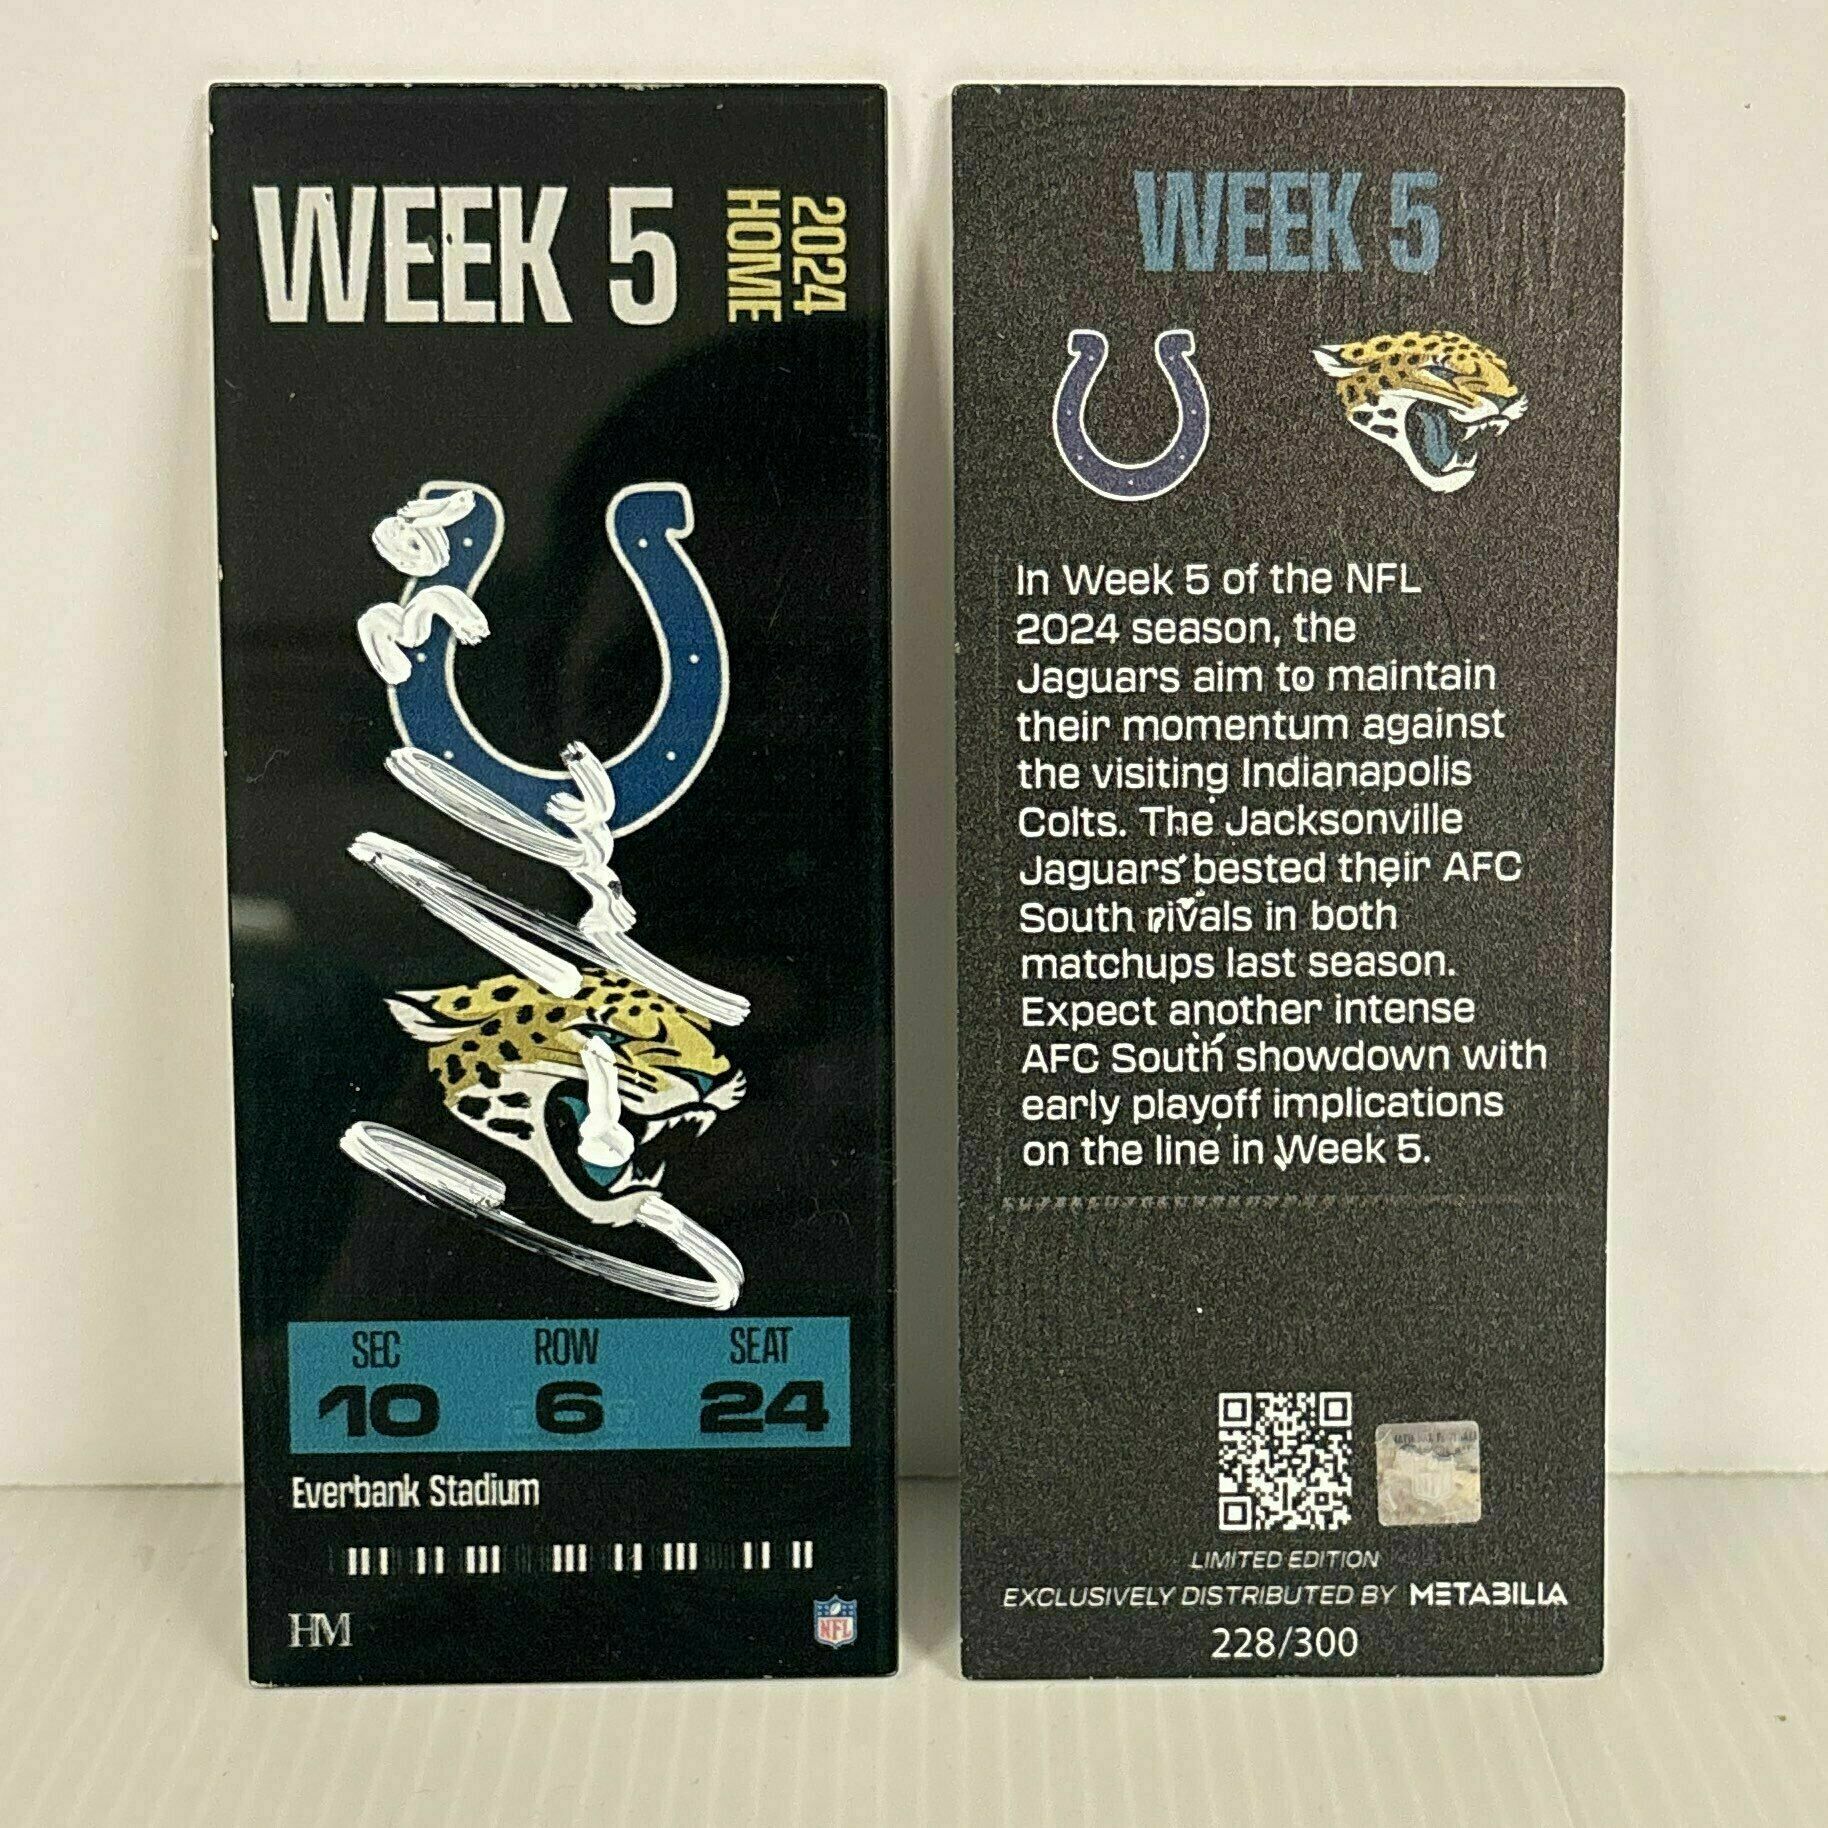 WEEK 5
2024
HOME
SEC ROW SEAT
10 6 24
Everbank Stadium
HM
NFL
WEEK 5
In Week 5 of the NFL
2024 season, the
Jaguars aim to maintain
their momentum against
the visiting Indianapolis
Colts. The Jacksonville
Jaguars bested their AFC
South rivals in both
matchups last season.
Expect another intense
AFC South showdown with
early playoff implications
on the line in Week 5.
LIMITED EDITION
EXCLUSIVELY DISTRIBUTED BY METABILIA
228/300